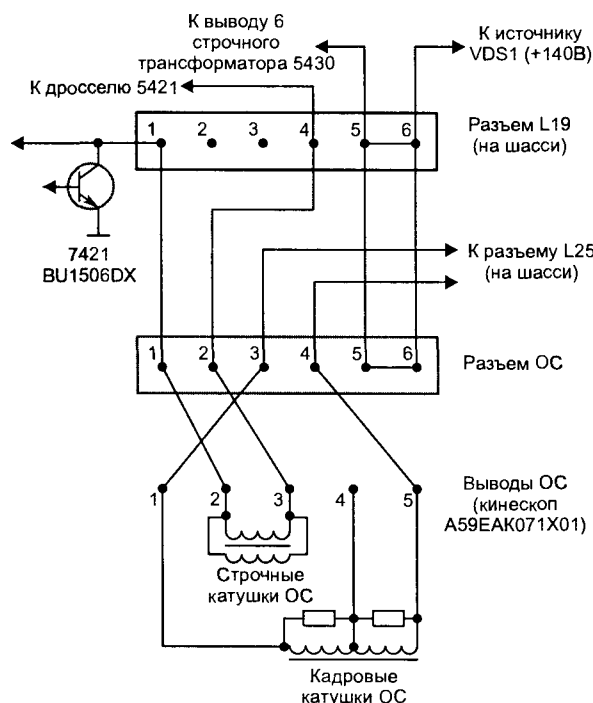 К выводу 6
строчного
трансформатора 5430
К источнику
VDS1 (+140В)
К дросселю 5421
1 2 3 4 5 6
Разъем L19
(на шасси)
7421
BU1506DX
К разъему L25
(на шасси)
1 2 3 4 5 6
Разъем ОС
1 2 3 4 5
Выводы ОС
(кинескоп
A59EAK071X01)
Строчные
катушки ОС
Кадровые
катушки ОС